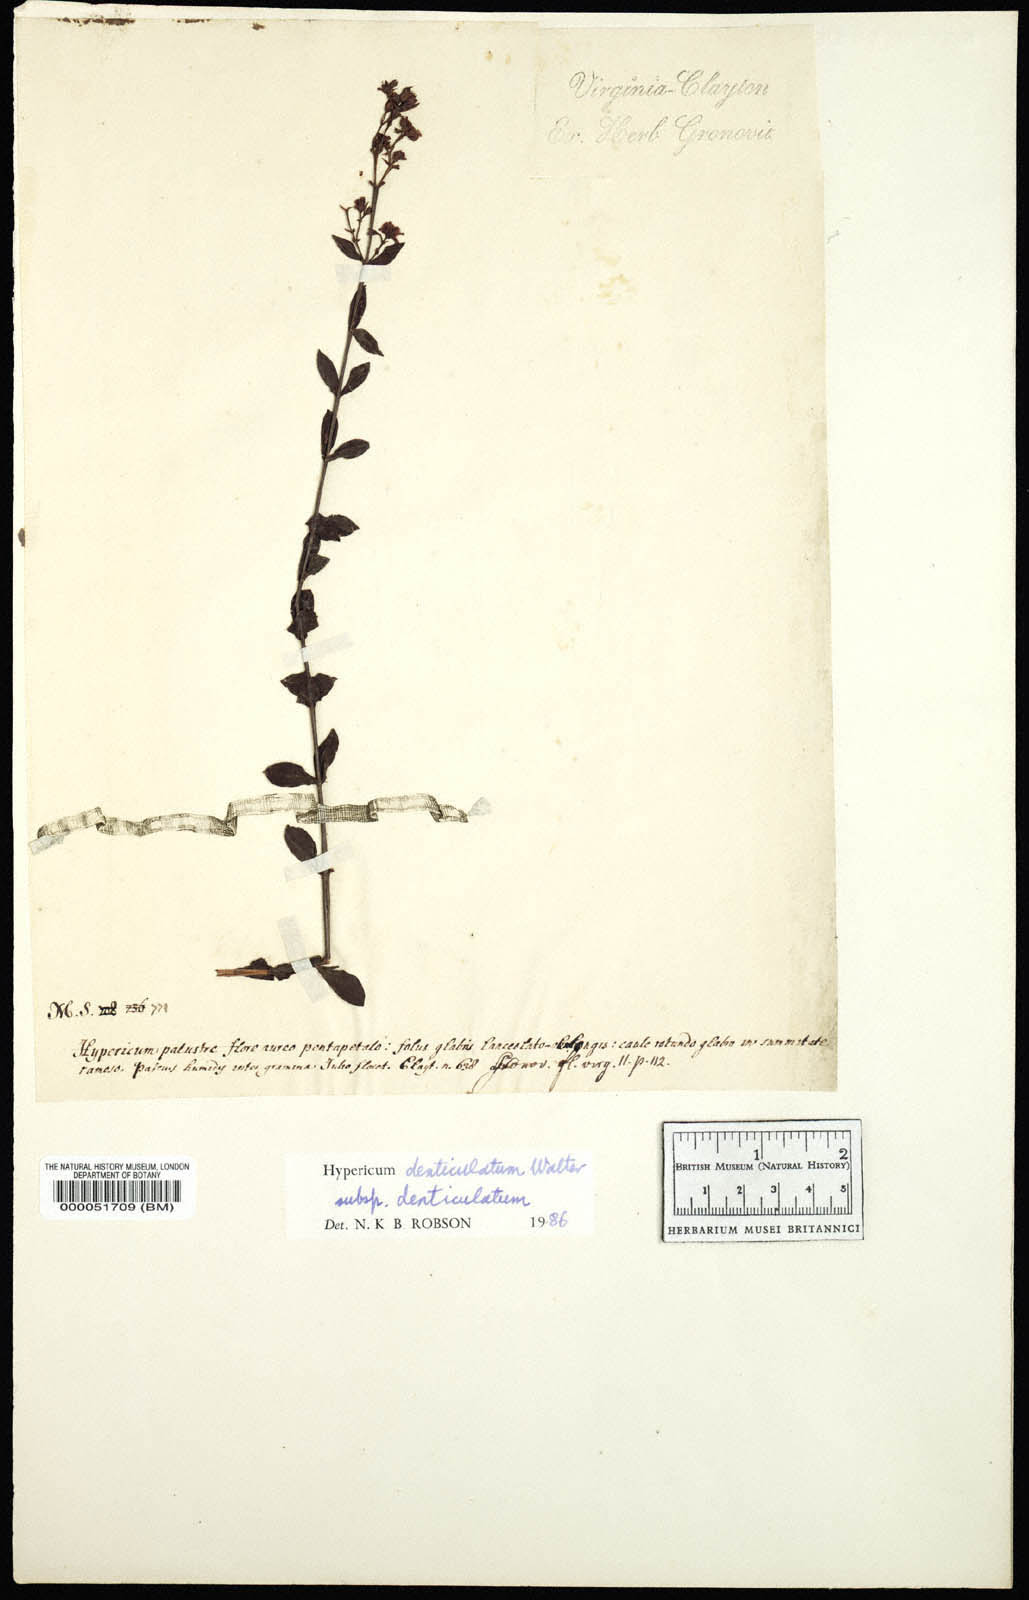 Virginia-Clayton
Ex. Herb. Gronovii
M. S. 736 771
Hypericum palustre flore aureo pentapetalo: foliis glabris lanceolato-oblongis: caule rotundo glabro in summitate
ramoso. Pascuis humidis inter gramina. Julio floret. Clayt. n. 638 Gronov. fl. virg. II. p. 112.
THE NATURAL HISTORY MUSEUM, LONDON
DEPARTMENT OF BOTANY
000051709 (BM)
Hypericum denticulatum Walter
subsp. denticulatum
Det. N. K B ROBSON 1986
1 2
BRITISH MUSEUM (NATURAL HISTORY)
1 2 3 4 5
HERBARIUM MUSEI BRITANNICI